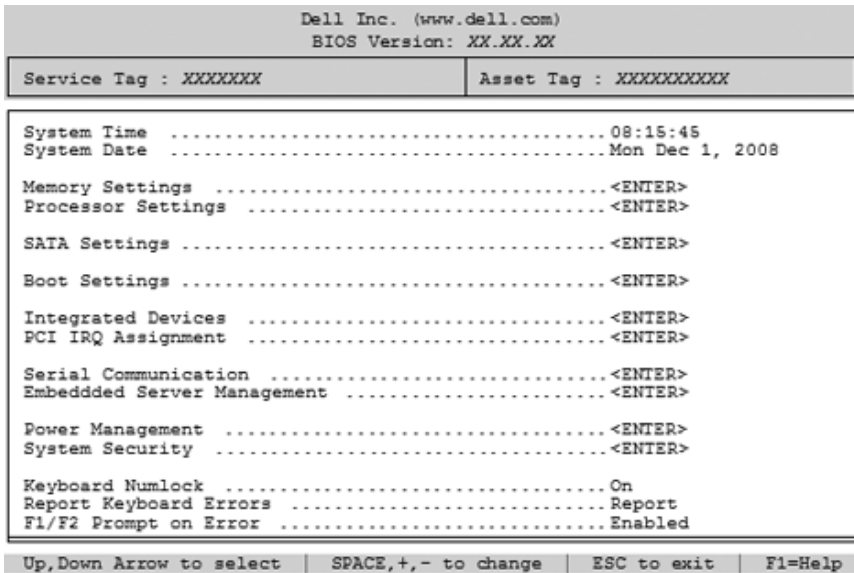 Dell Inc. (www.dell.com)
BIOS Version: XX.XX.XX
Service Tag : XXXXXXX Asset Tag : XXXXXXXXXX
System Time ........................................08:15:45
System Date ........................................Mon Dec 1, 2008
Memory Settings ....................................<ENTER>
Processor Settings .................................<ENTER>
SATA Settings .......................................<ENTER>
Boot Settings .......................................<ENTER>
Integrated Devices .................................<ENTER>
PCI IRQ Assignment .................................<ENTER>
Serial Communication ...............................<ENTER>
Embeddded Server Management ........................<ENTER>
Power Management ...................................<ENTER>
System Security ....................................<ENTER>
Keyboard Numlock ...................................On
Report Keyboard Errors .............................Report
F1/F2 Prompt on Error ..............................Enabled
Up,Down Arrow to select | SPACE,+,- to change | ESC to exit | F1=Help